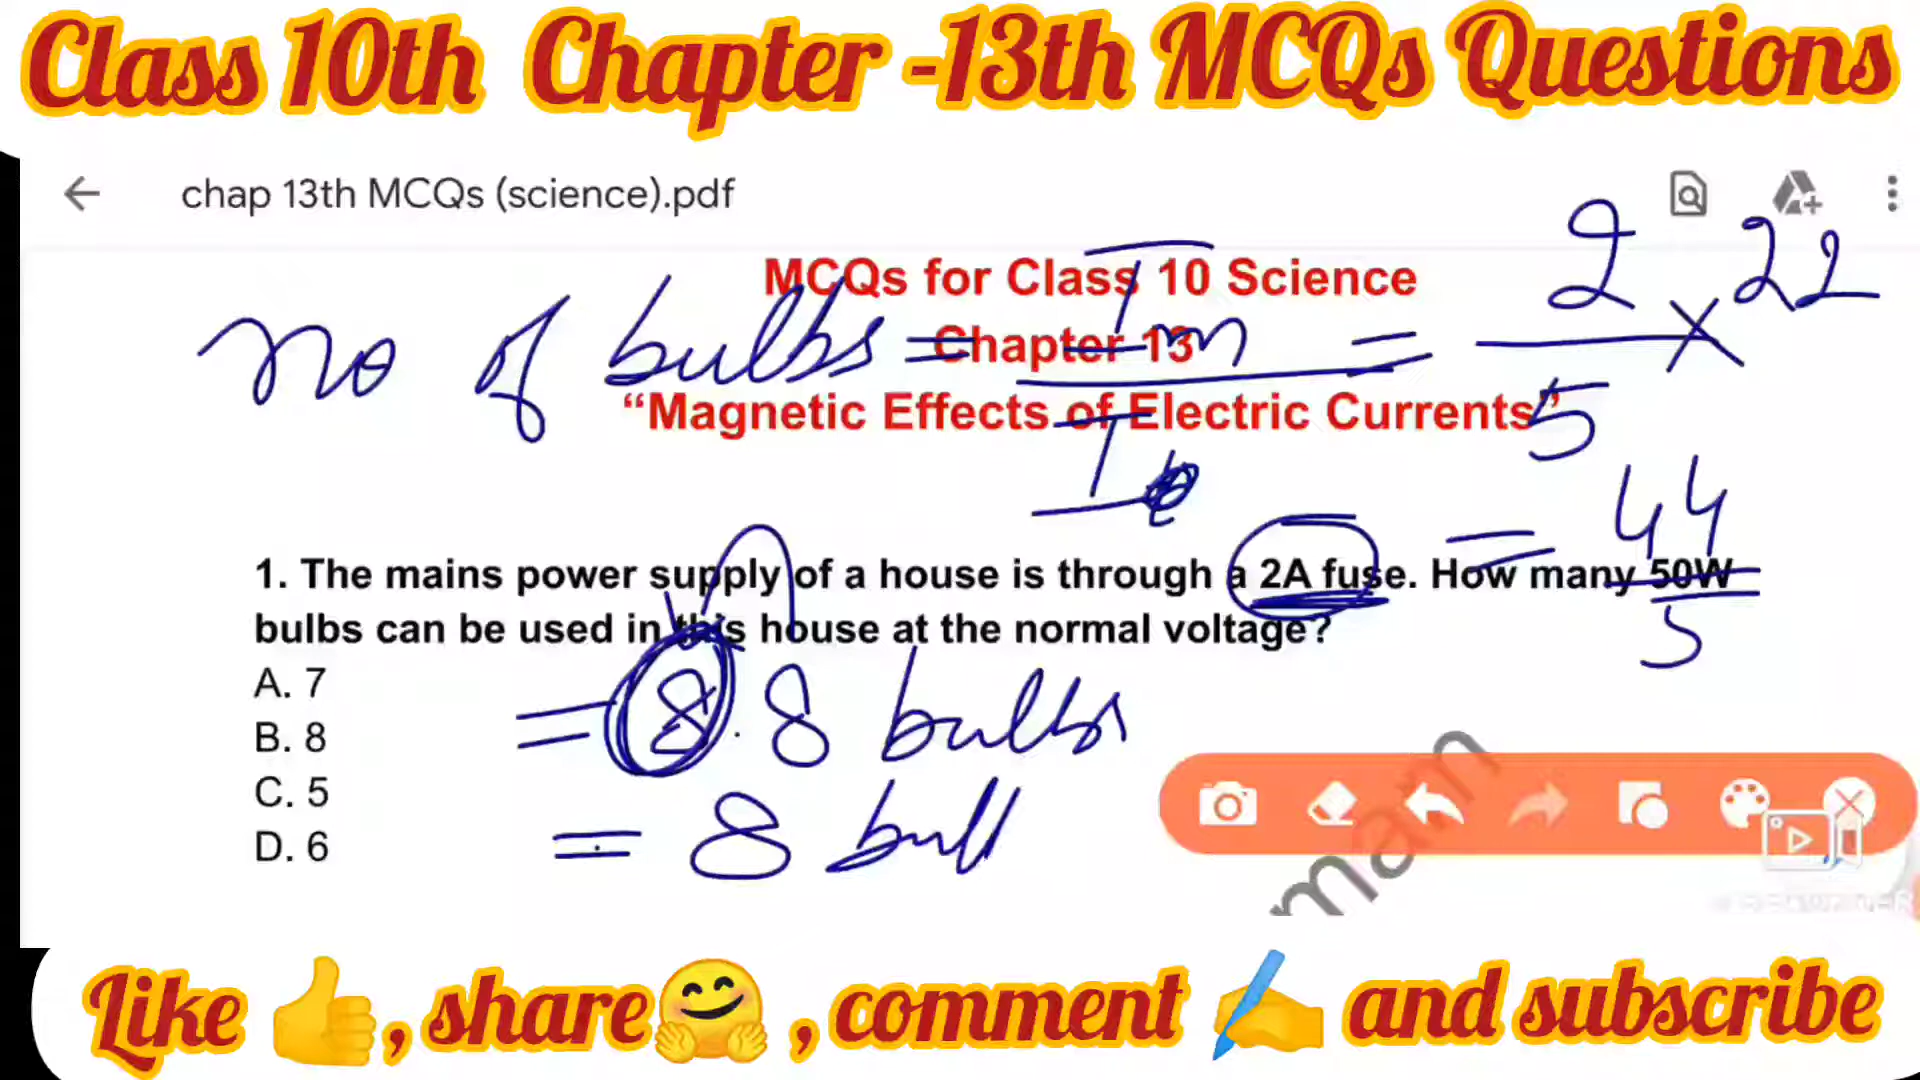 Class 10th Chapter -13th MCQs Questions
chap 13th MCQs (science).pdf
MCQs for Class 10 Science
Chapter 13
“Magnetic Effects of Electric Currents”
no of bulbs = Im = 2 × 22
5
= 44
5
1. The mains power supply of a house is through a 2A fuse. How many 50W
bulbs can be used in this house at the normal voltage?
A. 7
B. 8
C. 5
D. 6
= 8.8 bulbs
= 8 bull
man
Like 👍, share🤗, comment ✍ and subscribe